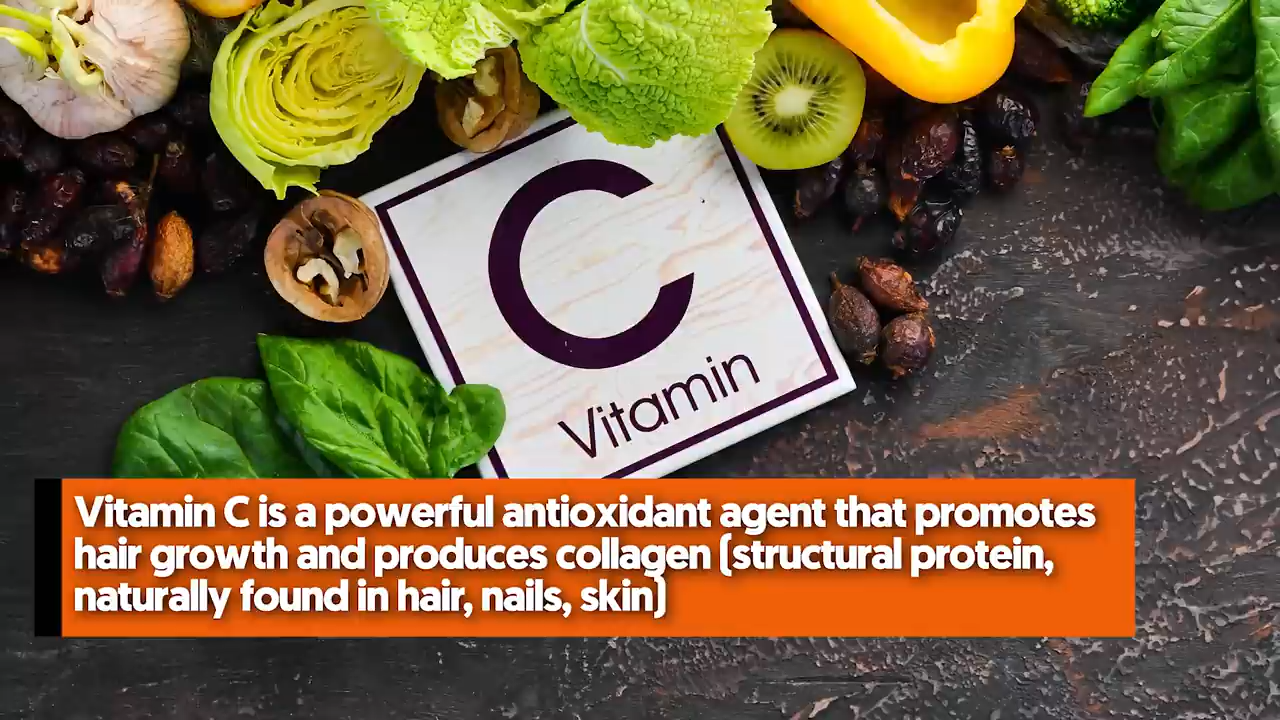 C
Vitamin
Vitamin C is a powerful antioxidant agent that promotes
hair growth and produces collagen (structural protein,
naturally found in hair, nails, skin)